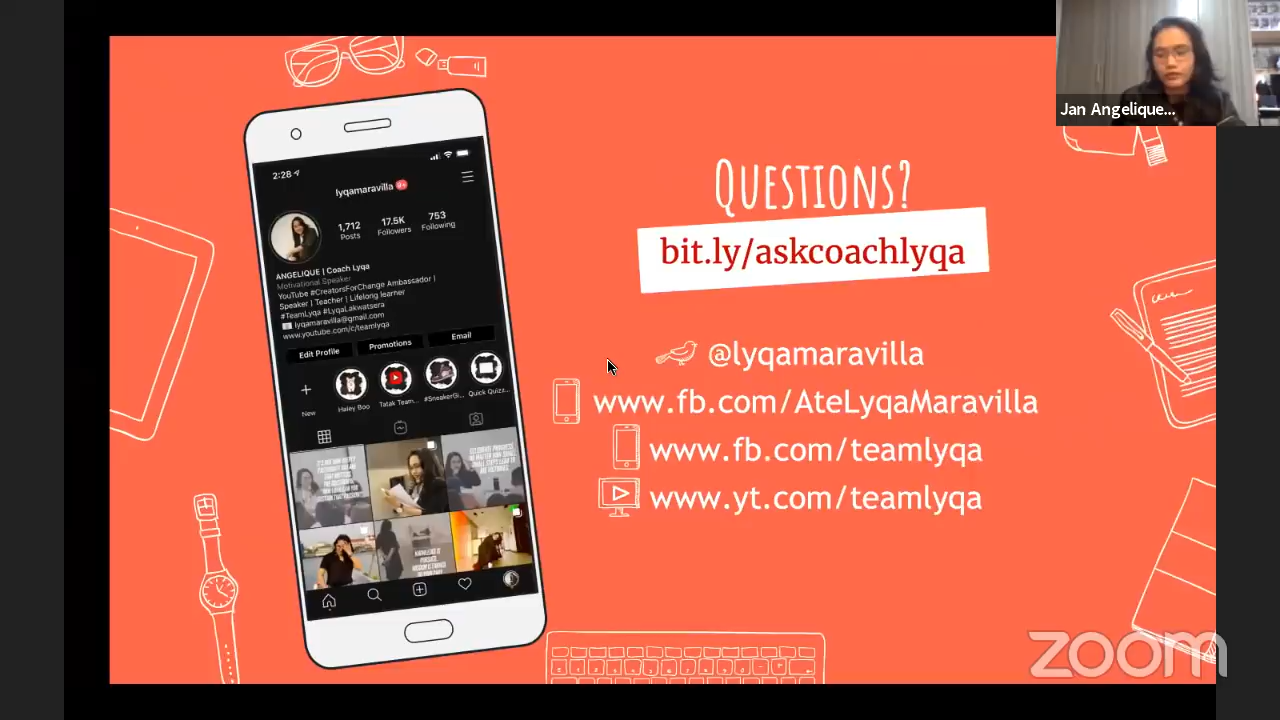 Jan Angelique...
Questions?
bit.ly/askcoachlyqa
@lyqamaravilla
www.fb.com/AteLyqaMaravilla
www.fb.com/teamlyqa
www.yt.com/teamlyqa
2:28
lyqamaravilla
1,712
Posts
17.5K
Followers
753
Following
ANGELIQUE | Coach Lyqa
Motivational Speaker
YouTube #CreatorsForChange Ambassador |
Speaker | Teacher | Lifelong learner
#TeamLyqa #LyqaLakwatsera
lyqamaravilla@gmail.com
www.youtube.com/c/teamlyqa
Edit Profile
Promotions
Email
New
Haley Boo
Tatak Team...
#SneakerGi...
Quick Quizz...
zoom